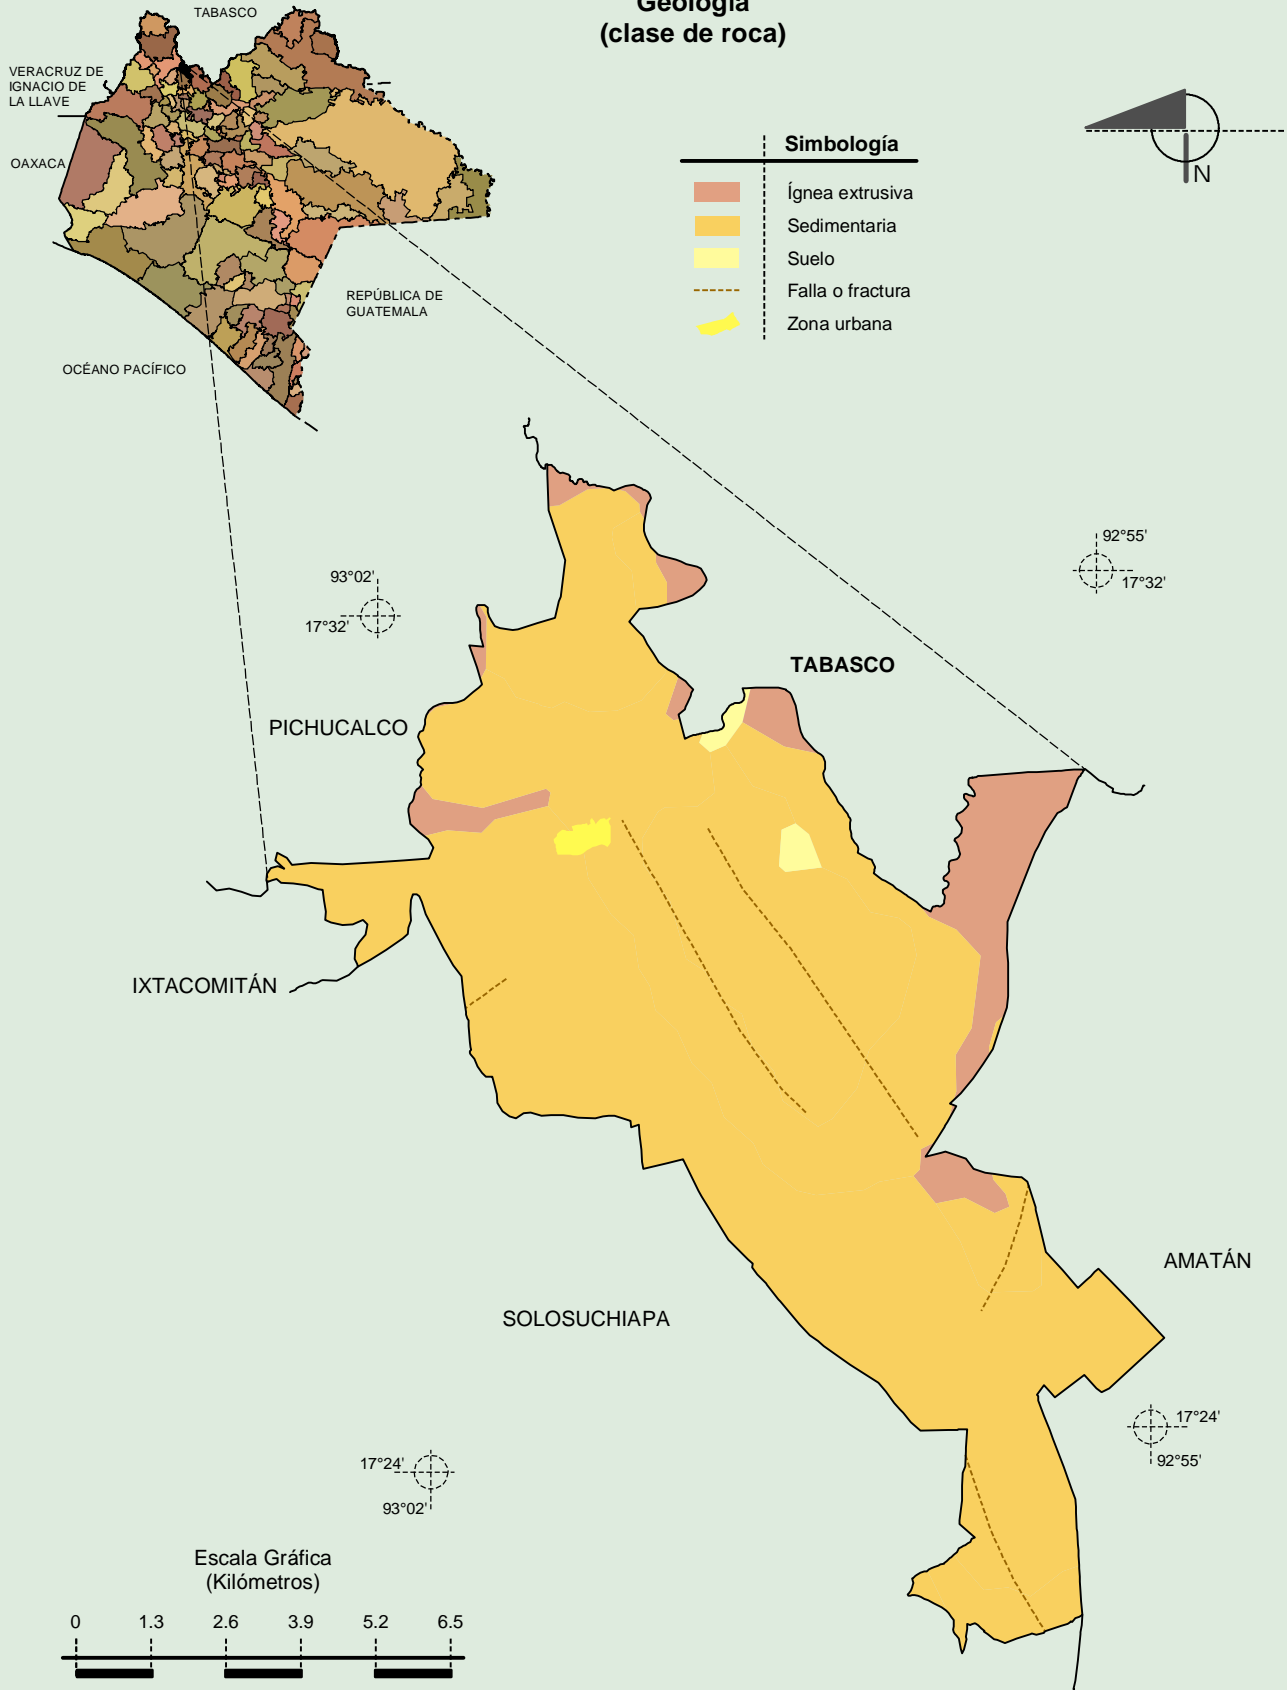 Geología
(clase de roca)
TABASCO
VERACRUZ DE
IGNACIO DE
LA LLAVE
OAXACA
REPÚBLICA DE
GUATEMALA
OCÉANO PACÍFICO
Simbología
Ígnea extrusiva
Sedimentaria
Suelo
Falla o fractura
Zona urbana
N
92°55'
17°32'
93°02'
17°32'
TABASCO
PICHUCALCO
IXTACOMITÁN
AMATÁN
SOLOSUCHIAPA
17°24'
92°55'
17°24'
93°02'
Escala Gráfica
(Kilómetros)
0 1.3 2.6 3.9 5.2 6.5